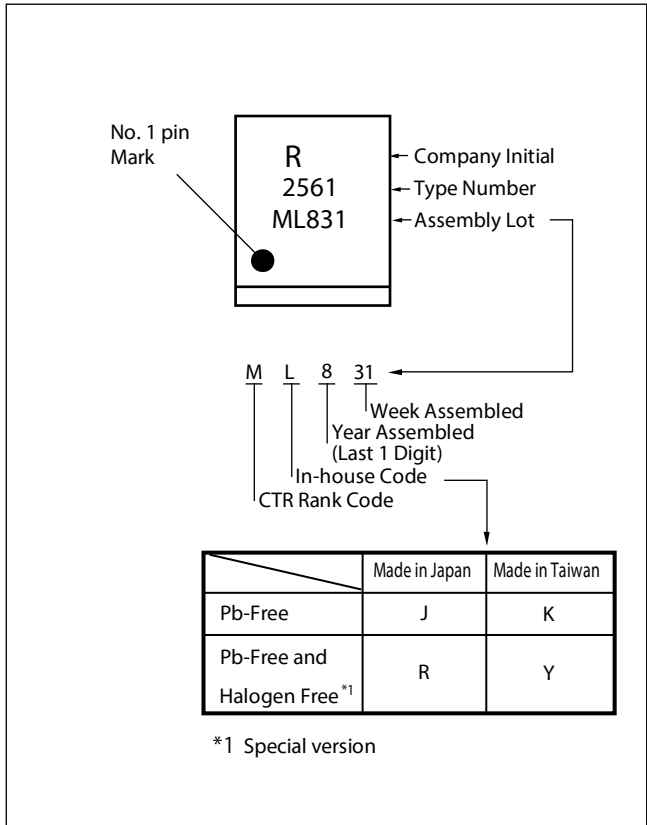 No. 1 pin
Mark
R
2561
ML831
Company Initial
Type Number
Assembly Lot
M L 8 31
Week Assembled
Year Assembled
(Last 1 Digit)
In-house Code
CTR Rank Code
Made in Japan Made in Taiwan
Pb-Free J K
Pb-Free and
Halogen Free *1 R Y
*1 Special version